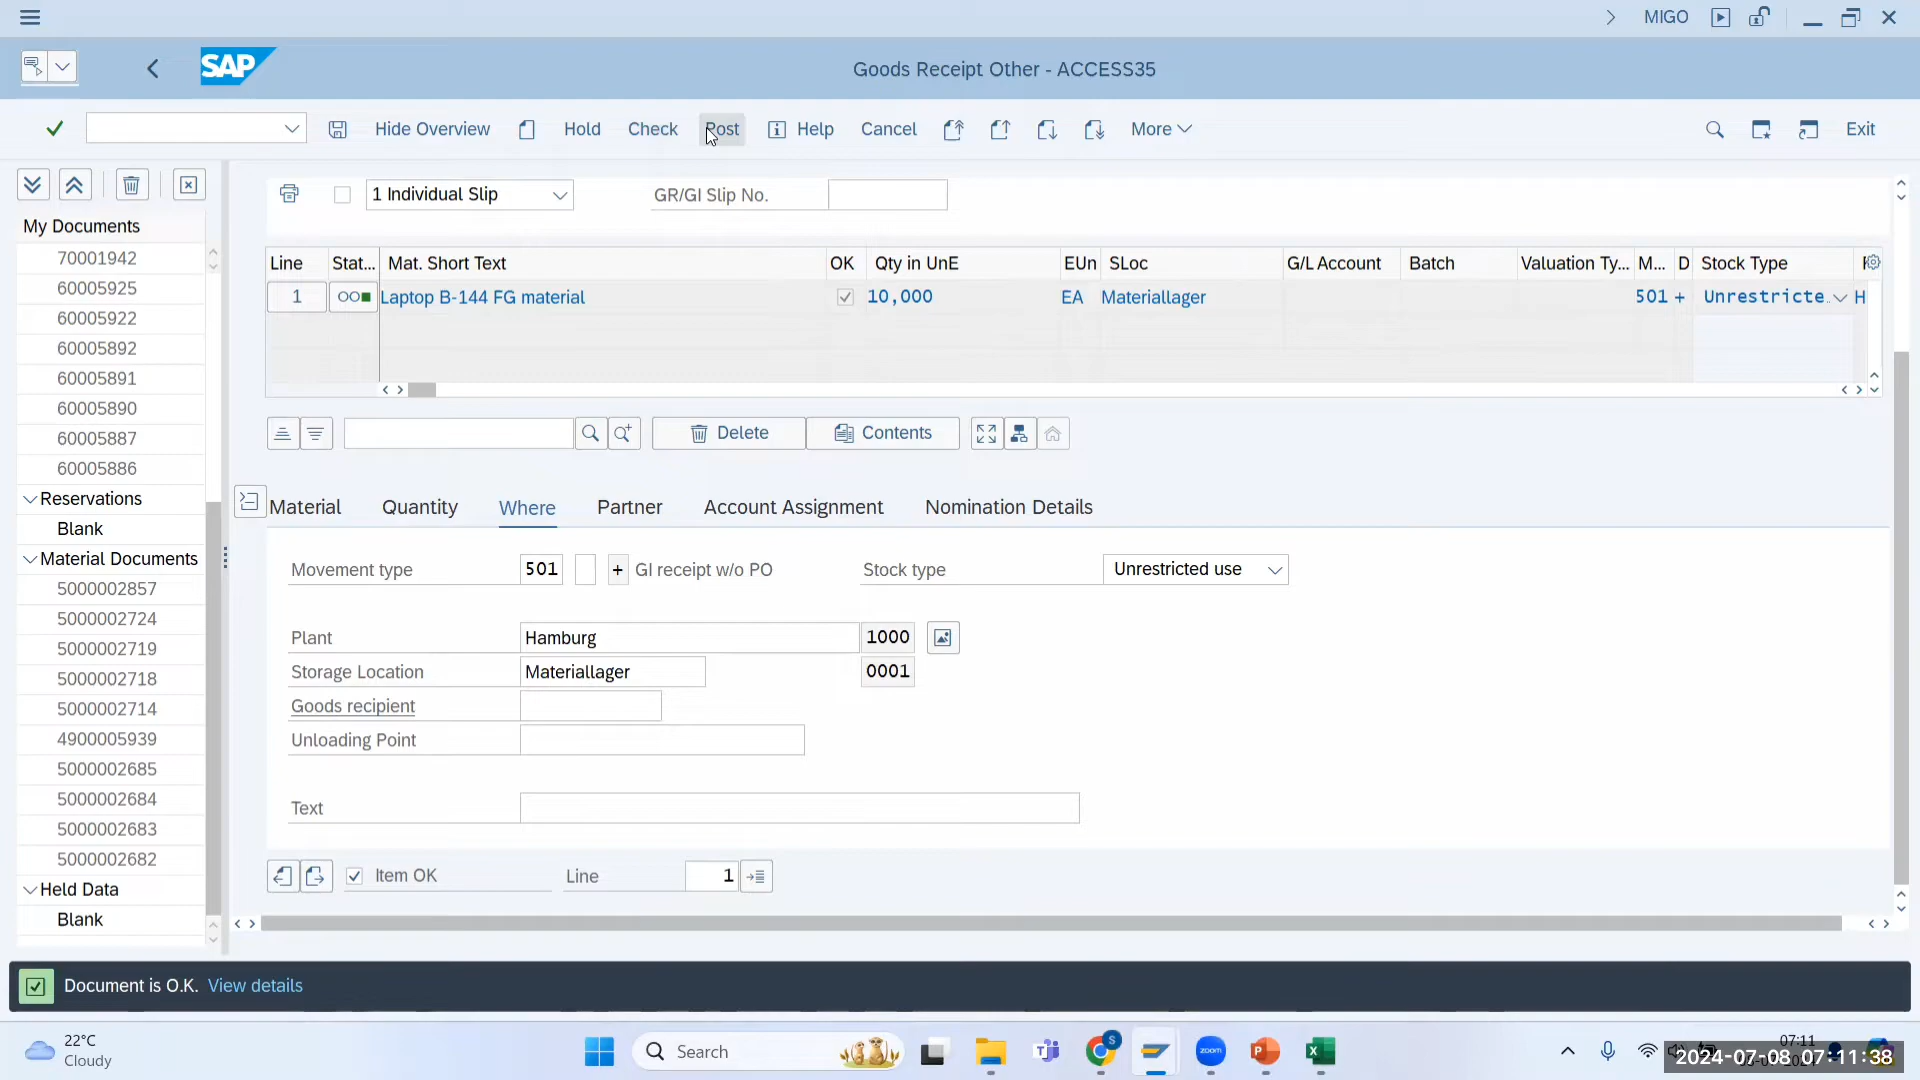 MIGO
SAP
Goods Receipt Other - ACCESS35
Hide Overview Hold Check Post Help Cancel More Exit
My Documents
70001942
60005925
60005922
60005892
60005891
60005890
60005887
60005886
Reservations
Blank
Material Documents
5000002857
5000002724
5000002719
5000002718
5000002714
4900005939
5000002685
5000002684
5000002683
5000002682
Held Data
Blank
1 Individual Slip GR/GI Slip No.
Line Stat... Mat. Short Text OK Qty in UnE EUn SLoc G/L Account Batch Valuation Ty... M... D Stock Type
1 Laptop B-144 FG material 10,000 EA Materiallager 501 + Unrestricte.. H
Delete Contents
Material Quantity Where Partner Account Assignment Nomination Details
Movement type 501 + GI receipt w/o PO Stock type Unrestricted use
Plant Hamburg 1000
Storage Location Materiallager 0001
Goods recipient
Unloading Point
Text
Item OK Line 1
Document is O.K. View details
22°C
Cloudy
Search
S
zoom
07:11
2024-07-08 07:11:38